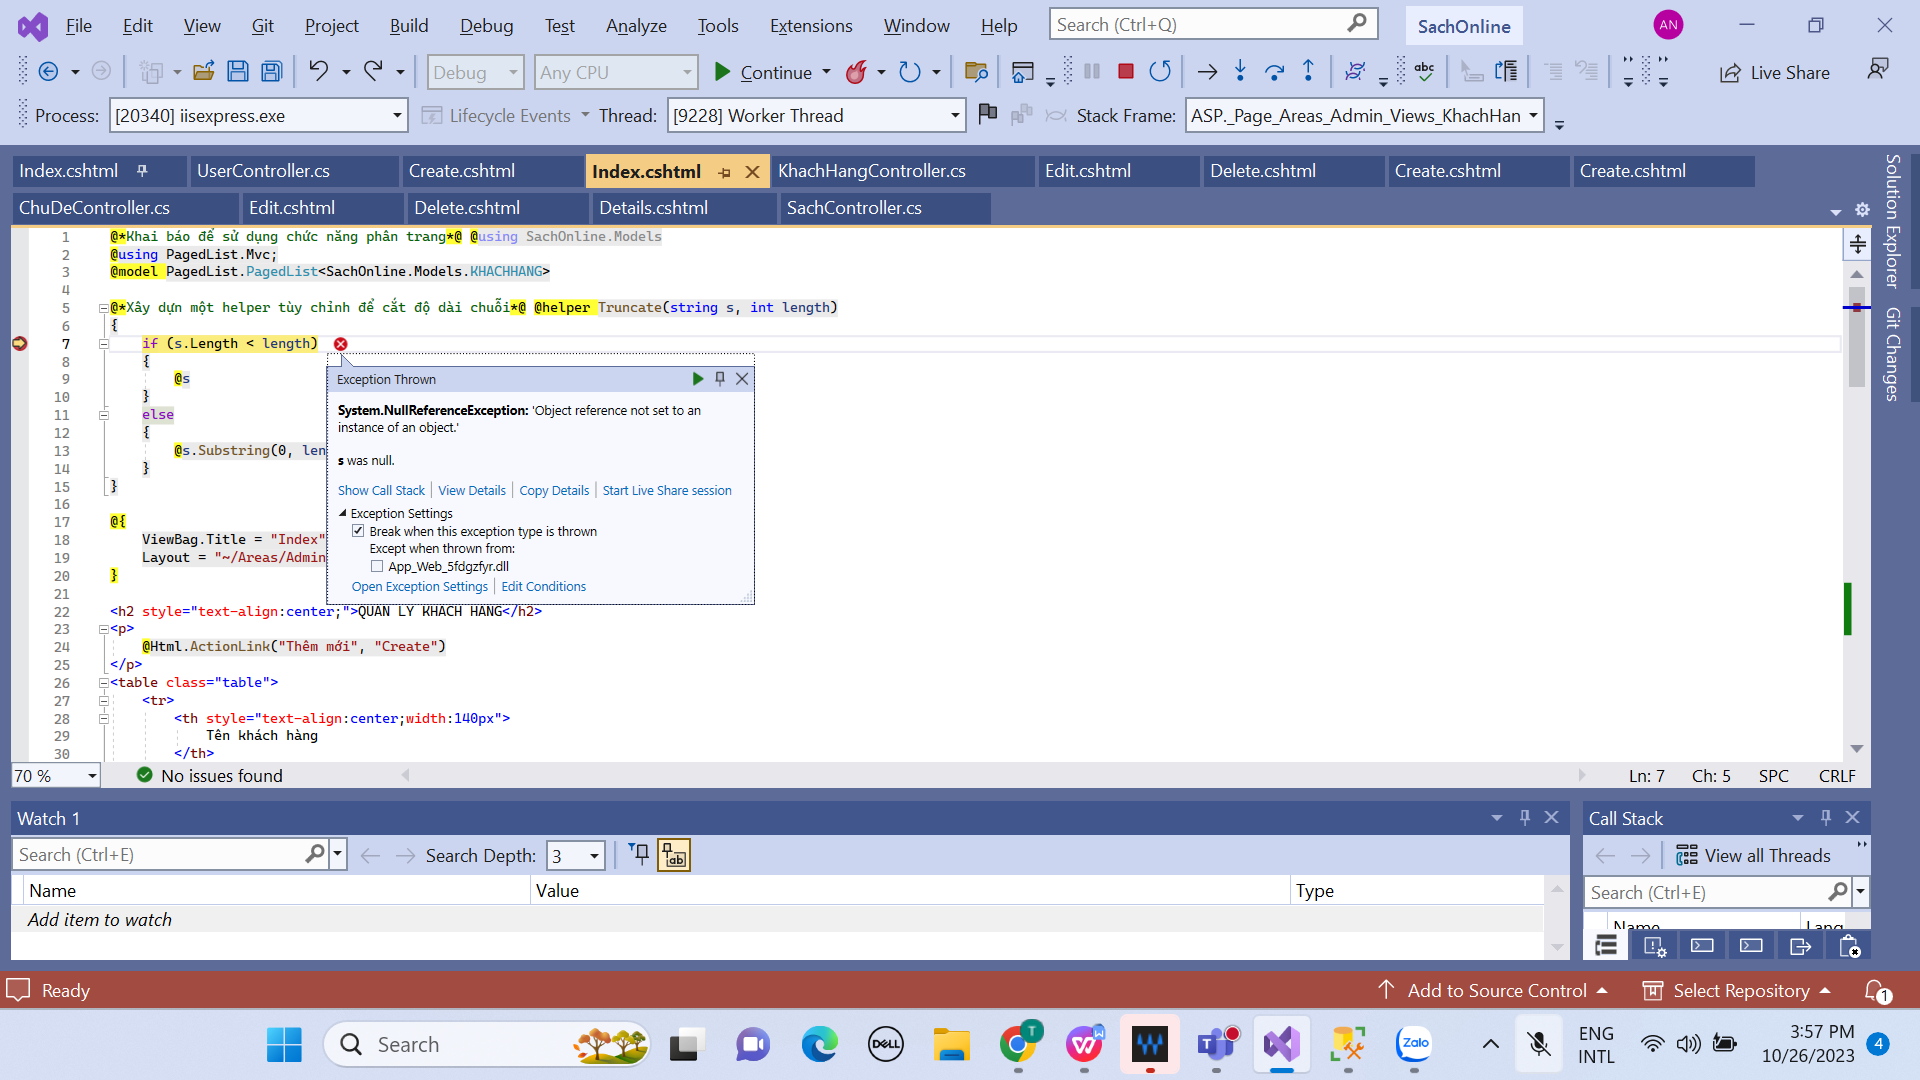 File Edit View Git Project Build Debug Test Analyze Tools Extensions Window Help Search (Ctrl+Q) SachOnline AN
Debug Any CPU Continue abc Live Share
Process: [20340] iisexpress.exe Lifecycle Events Thread: [9228] Worker Thread Stack Frame: ASP._Page_Areas_Admin_Views_KhachHan
Index.cshtml UserController.cs Create.cshtml Index.cshtml KhachHangController.cs Edit.cshtml Delete.cshtml Create.cshtml Create.cshtml
ChuDeController.cs Edit.cshtml Delete.cshtml Details.cshtml SachController.cs
Solution Explorer
Git Changes
1 @*Khai báo để sử dụng chức năng phân trang*@ @using SachOnline.Models
2 @using PagedList.Mvc;
3 @model PagedList.PagedList<SachOnline.Models.KHACHHANG>
4
5 @*Xây dựn một helper tùy chỉnh để cắt độ dài chuỗi*@ @helper Truncate(string s, int length)
6 {
7 if (s.Length < length)
8 {
9 @s
10 }
11 else
12 {
13 @s.Substring(0, len
14 }
15 }
16
17 @{
18 ViewBag.Title = "Index"
19 Layout = "~/Areas/Admin
20 }
21
22 <h2 style="text-align:center;">QUẢN LÝ KHÁCH HÀNG</h2>
23 <p>
24 @Html.ActionLink("Thêm mới", "Create")
25 </p>
26 <table class="table">
27 <tr>
28 <th style="text-align:center;width:140px">
29 Tên khách hàng
30 </th>
Exception Thrown
System.NullReferenceException: 'Object reference not set to an
instance of an object.'
s was null.
Show Call Stack View Details Copy Details Start Live Share session
Exception Settings
Break when this exception type is thrown
Except when thrown from:
App_Web_5fdgzfyr.dll
Open Exception Settings Edit Conditions
70 % No issues found Ln: 7 Ch: 5 SPC CRLF
Watch 1
Search (Ctrl+E) Search Depth: 3
Name Value Type
Add item to watch
Call Stack
View all Threads
Search (Ctrl+E)
Name Lang
Ready Add to Source Control Select Repository 1
Search DELL T W T Zalo ENG
INTL
3:57 PM
10/26/2023 4